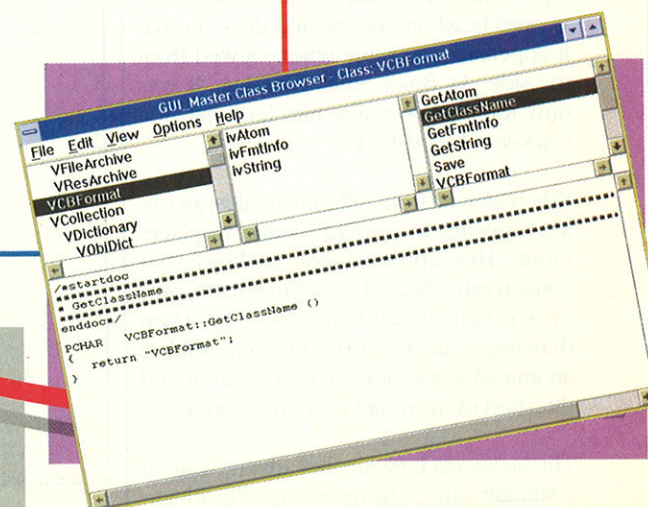 GUI_Master Class Browser - Class: VCBFormat
File Edit View Options Help
VFileArchive
VResArchive
VCBFormat
VCollection
VDictionary
VObjDict
ivAtom
ivFmtInfo
ivString
GetAtom
GetClassName
GetFmtInfo
GetString
Save
VCBFormat
/*startdoc
****************************************
* GetClassName
****************************************
enddoc*/
PCHAR VCBFormat::GetClassName ()
{
return "VCBFormat";
}